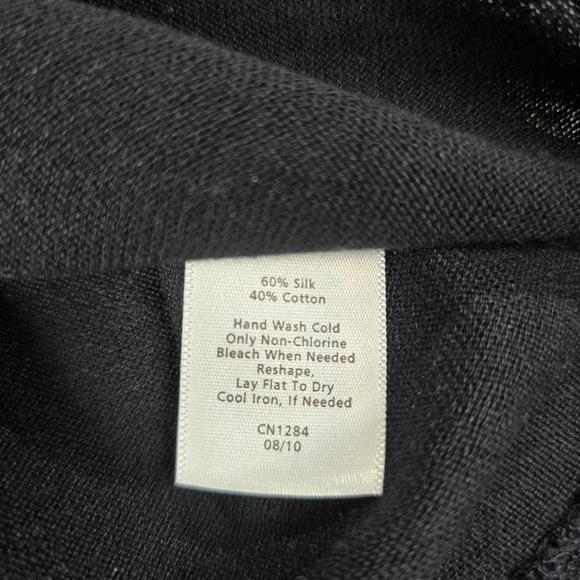 60% Silk
40% Cotton
Hand Wash Cold
Only Non-Chlorine
Bleach When Needed
Reshape,
Lay Flat To Dry
Cool Iron, If Needed
CN1284
08/10